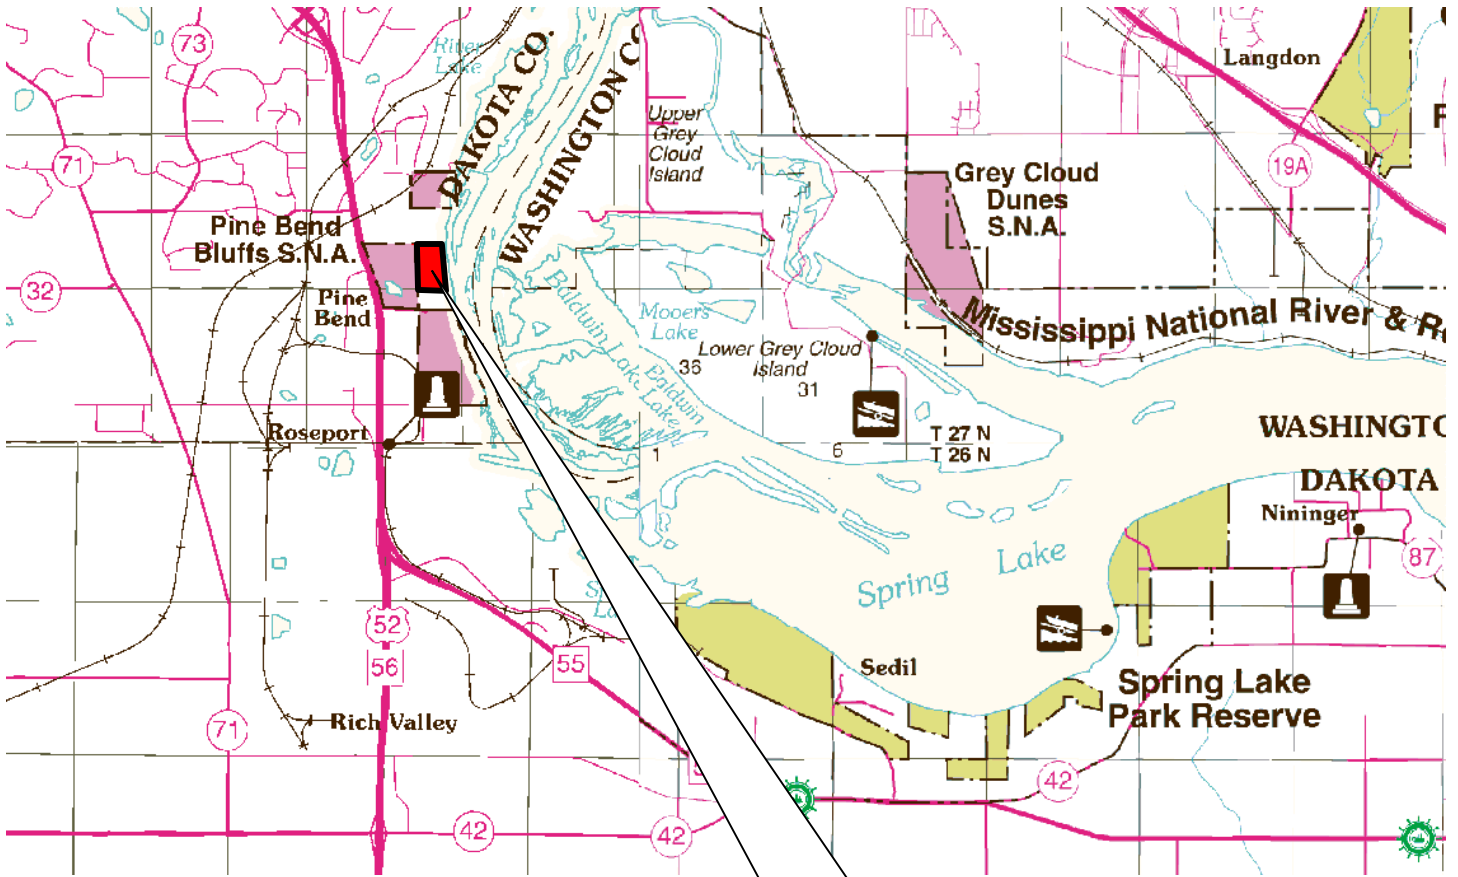 73
River
Lake
DAKOTA CO.
WASHINGTON C
Langdon
Upper
Grey
Cloud
Island
71
19A
Grey Cloud
Dunes
S.N.A.
Pine Bend
Bluffs S.N.A.
32
Pine
Bend
Mooers
Lake
Baldwin Lake
Baldwin
Lake
Mississippi National River & R
Lower Grey Cloud
Island
36
31
Roseport
T 27 N
T 26 N
1
6
WASHINGTO
DAKOTA
Nininger
87
Spring Lake
52
56
55
Sedil
Spring Lake
Park Reserve
71
Rich Valley
42
42
42